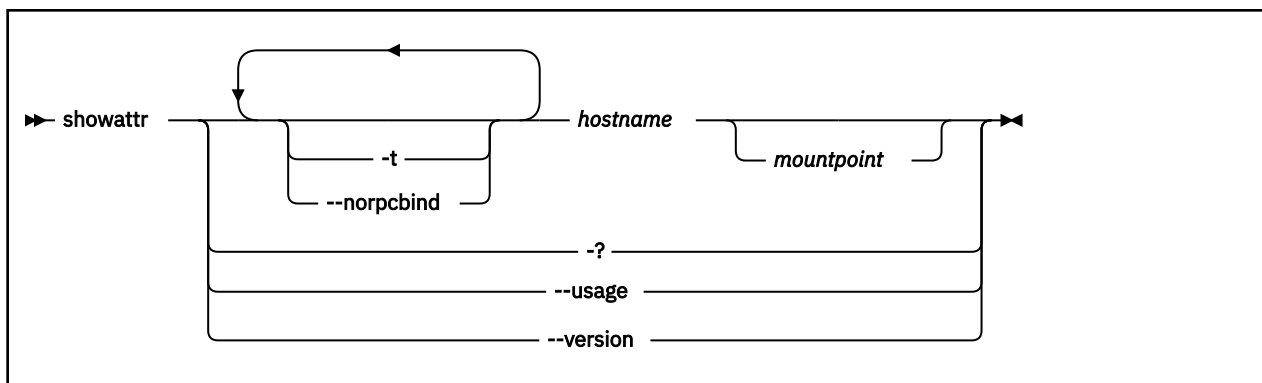 showattr hostname
-t mountpoint
--norpcbind
-?
--usage
--version